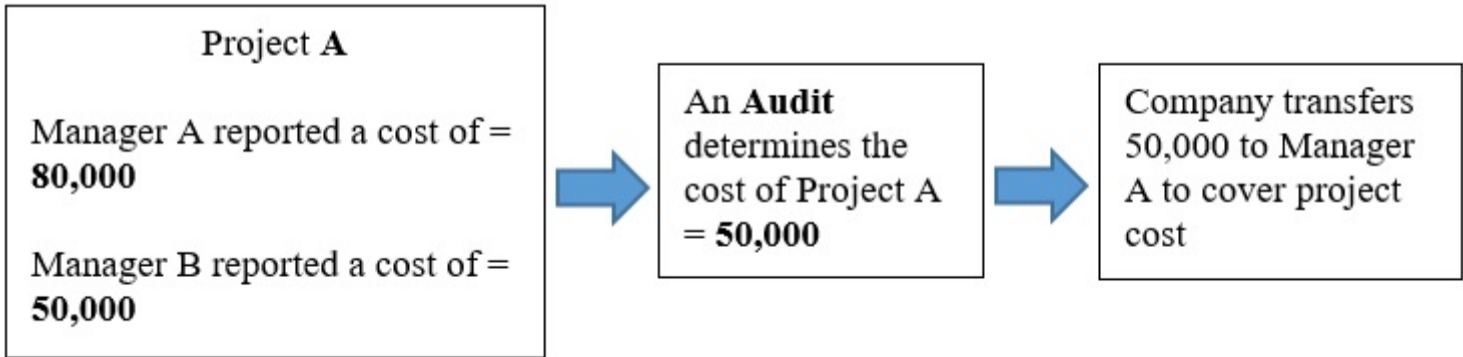 Project A
Manager A reported a cost of =
80,000
Manager B reported a cost of =
50,000
An Audit
determines the
cost of Project A
= 50,000
Company transfers
50,000 to Manager
A to cover project
cost